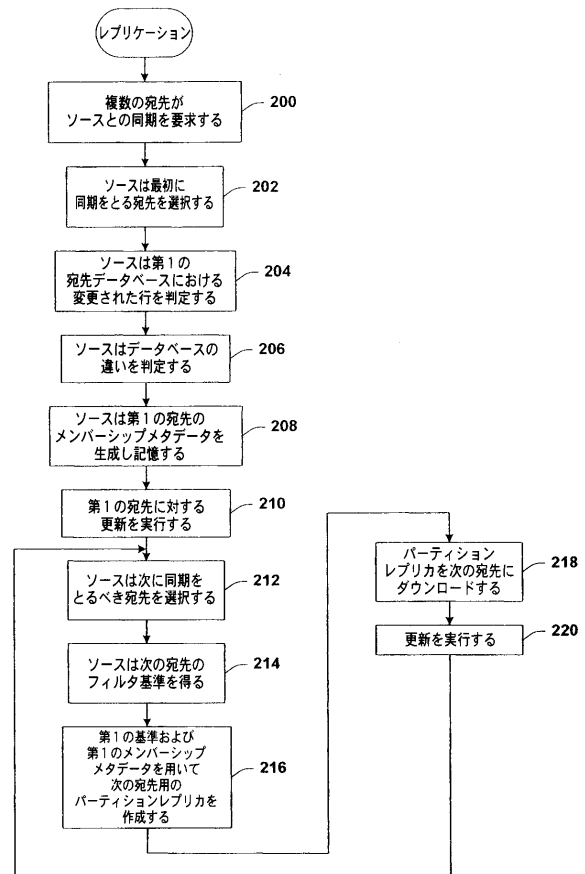 レプリケーション
複数の宛先が
ソースとの同期を要求する
200
ソースは最初に
同期をとる宛先を選択する
202
ソースは第1の
宛先データベースにおける
変更された行を判定する
204
ソースはデータベースの
違いを判定する
206
ソースは第1の宛先の
メンバーシップメタデータを
生成し記憶する
208
第1の宛先に対する
更新を実行する
210
ソースは次に同期を
とるべき宛先を選択する
212
ソースは次の宛先の
フィルタ基準を得る
214
第1の基準および
第1のメンバーシップ
メタデータを用いて
次の宛先用の
パーティションレプリカを
作成する
216
パーティション
レプリカを次の宛先に
ダウンロードする
218
更新を実行する
220